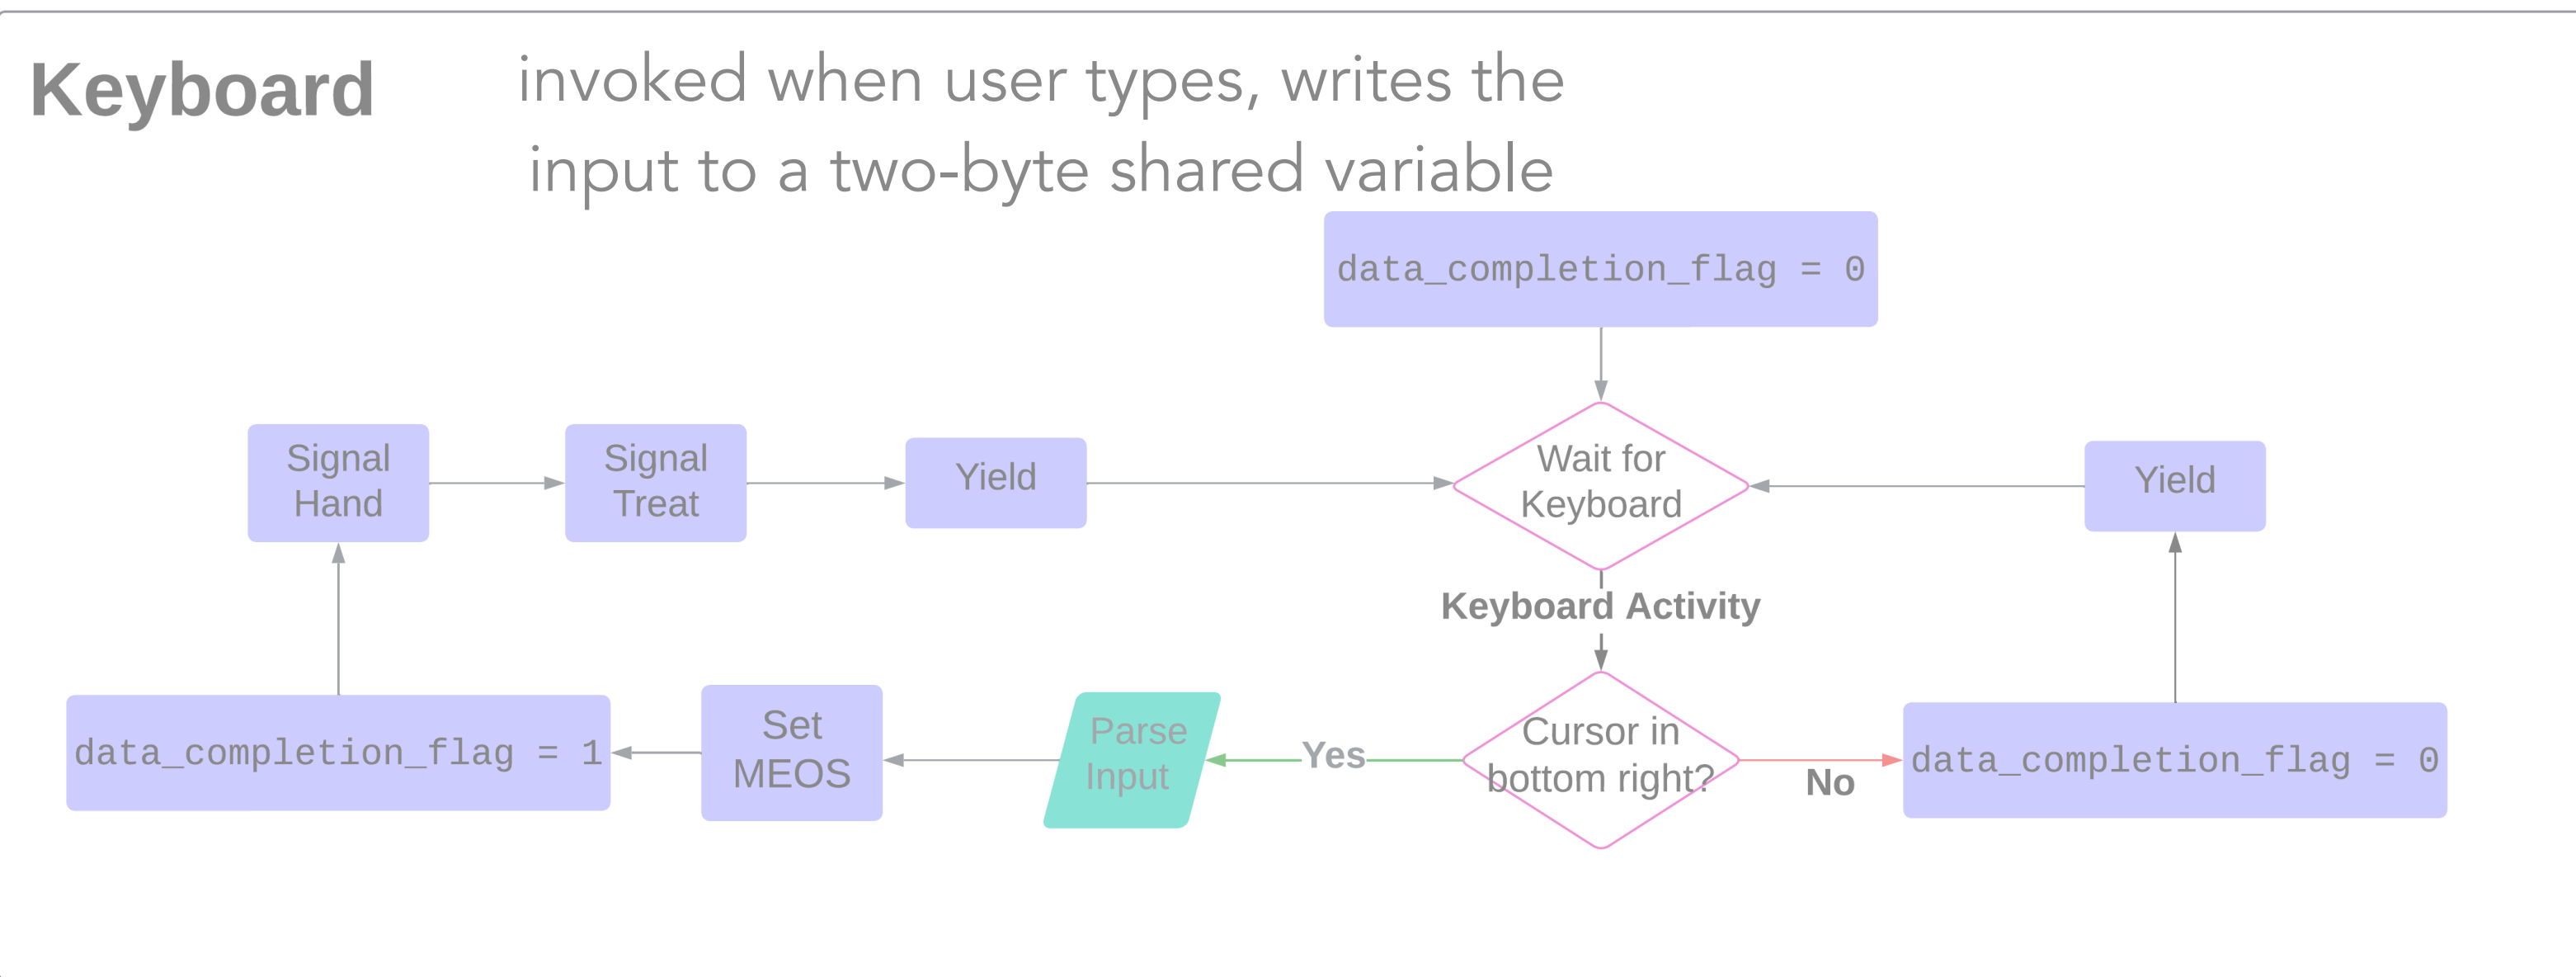 Keyboard
invoked when user types, writes the
input to a two-byte shared variable
data_completion_flag = 0
Signal
Hand
Signal
Treat
Yield
Wait for
Keyboard
Yield
Keyboard Activity
data_completion_flag = 1
Set
MEOS
Parse
Input
Yes
Cursor in
bottom right?
No
data_completion_flag = 0